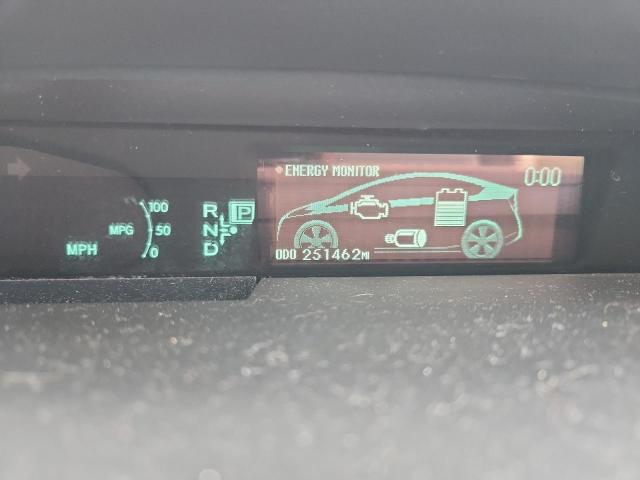 ENERGY MONITOR 0:00
100
R P
MPG 50
N
MPH
0
D
ODO 251462MI